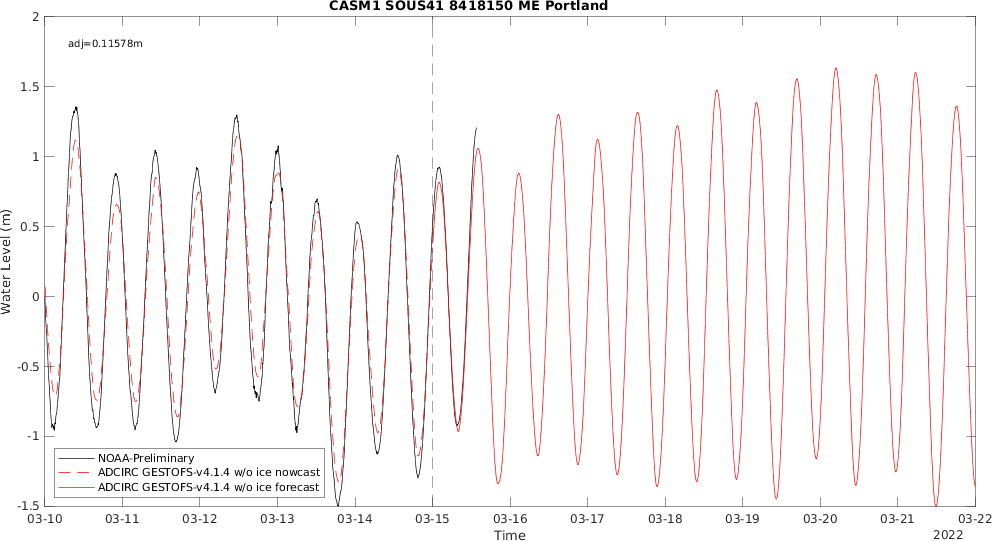 CASM1 SOUS41 8418150 ME Portland
adj=0.11578m
Water Level (m)
2
1.5
1
0.5
0
-0.5
-1
-1.5
NOAA-Preliminary
ADCIRC GESTOFS-v4.1.4 w/o ice nowcast
ADCIRC GESTOFS-v4.1.4 w/o ice forecast
03-10 03-11 03-12 03-13 03-14 03-15 03-16 03-17 03-18 03-19 03-20 03-21 03-22
Time
2022